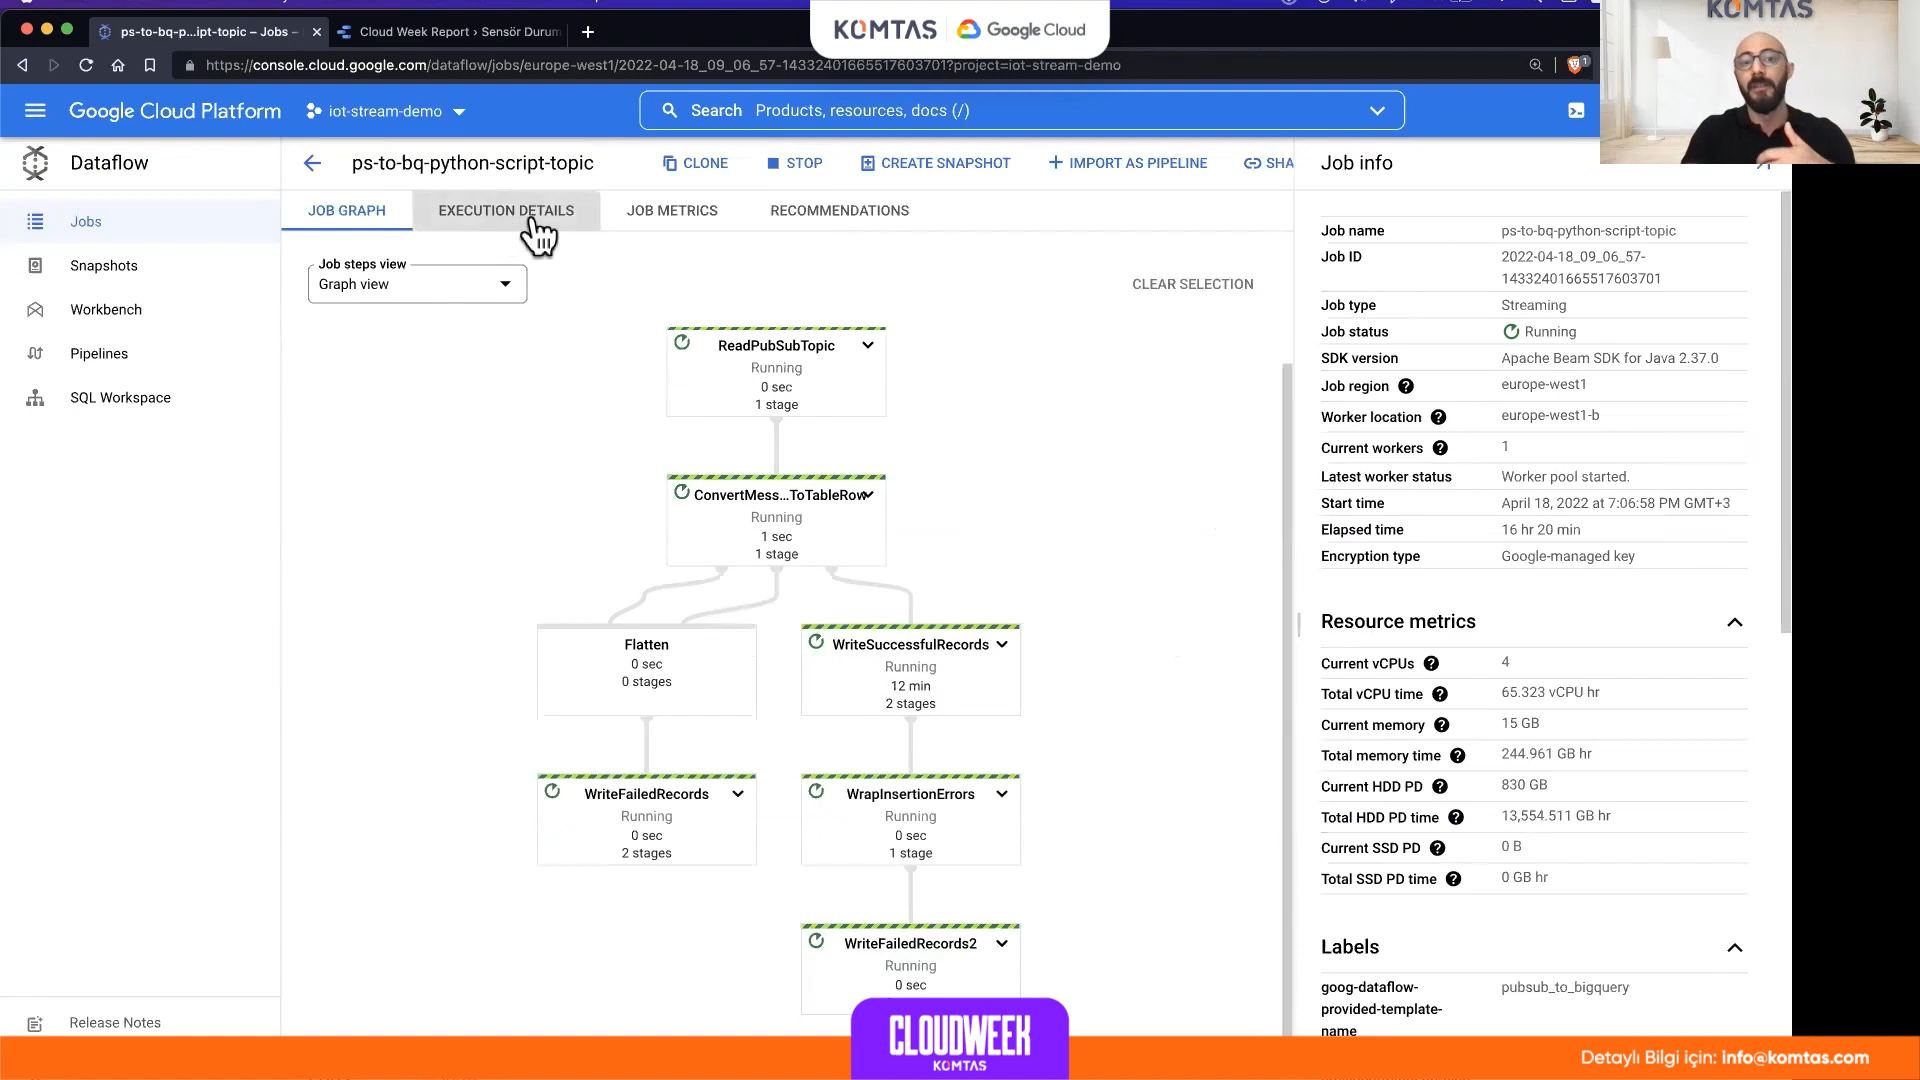 ps-to-bq-p...ipt-topic – Jobs –
Cloud Week Report › Sensör Durum
KOMTAS
Google Cloud
KOMTAS
https://console.cloud.google.com/dataflow/jobs/europe-west1/2022-04-18_09_06_57-14332401665517603701?project=iot-stream-demo
1
Google Cloud Platform
iot-stream-demo
Search Products, resources, docs (/)
Dataflow
ps-to-bq-python-script-topic
CLONE
STOP
CREATE SNAPSHOT
IMPORT AS PIPELINE
SHA
Job info
Jobs
Snapshots
Workbench
Pipelines
SQL Workspace
Release Notes
JOB GRAPH
EXECUTION DETAILS
JOB METRICS
RECOMMENDATIONS
Job steps view
Graph view
CLEAR SELECTION
ReadPubSubTopic
Running
0 sec
1 stage
ConvertMess...ToTableRow
Running
1 sec
1 stage
Flatten
0 sec
0 stages
WriteSuccessfulRecords
Running
12 min
2 stages
WriteFailedRecords
Running
0 sec
2 stages
WrapInsertionErrors
Running
0 sec
1 stage
WriteFailedRecords2
Running
0 sec
Job name ps-to-bq-python-script-topic
Job ID 2022-04-18_09_06_57-
14332401665517603701
Job type Streaming
Job status Running
SDK version Apache Beam SDK for Java 2.37.0
Job region europe-west1
Worker location europe-west1-b
Current workers 1
Latest worker status Worker pool started.
Start time April 18, 2022 at 7:06:58 PM GMT+3
Elapsed time 16 hr 20 min
Encryption type Google-managed key
Resource metrics
Current vCPUs 4
Total vCPU time 65.323 vCPU hr
Current memory 15 GB
Total memory time 244.961 GB hr
Current HDD PD 830 GB
Total HDD PD time 13,554.511 GB hr
Current SSD PD 0 B
Total SSD PD time 0 GB hr
Labels
goog-dataflow- pubsub_to_bigquery
provided-template-
name
CLOUDWEEK
KOMTAS
Detaylı Bilgi için: info@komtas.com